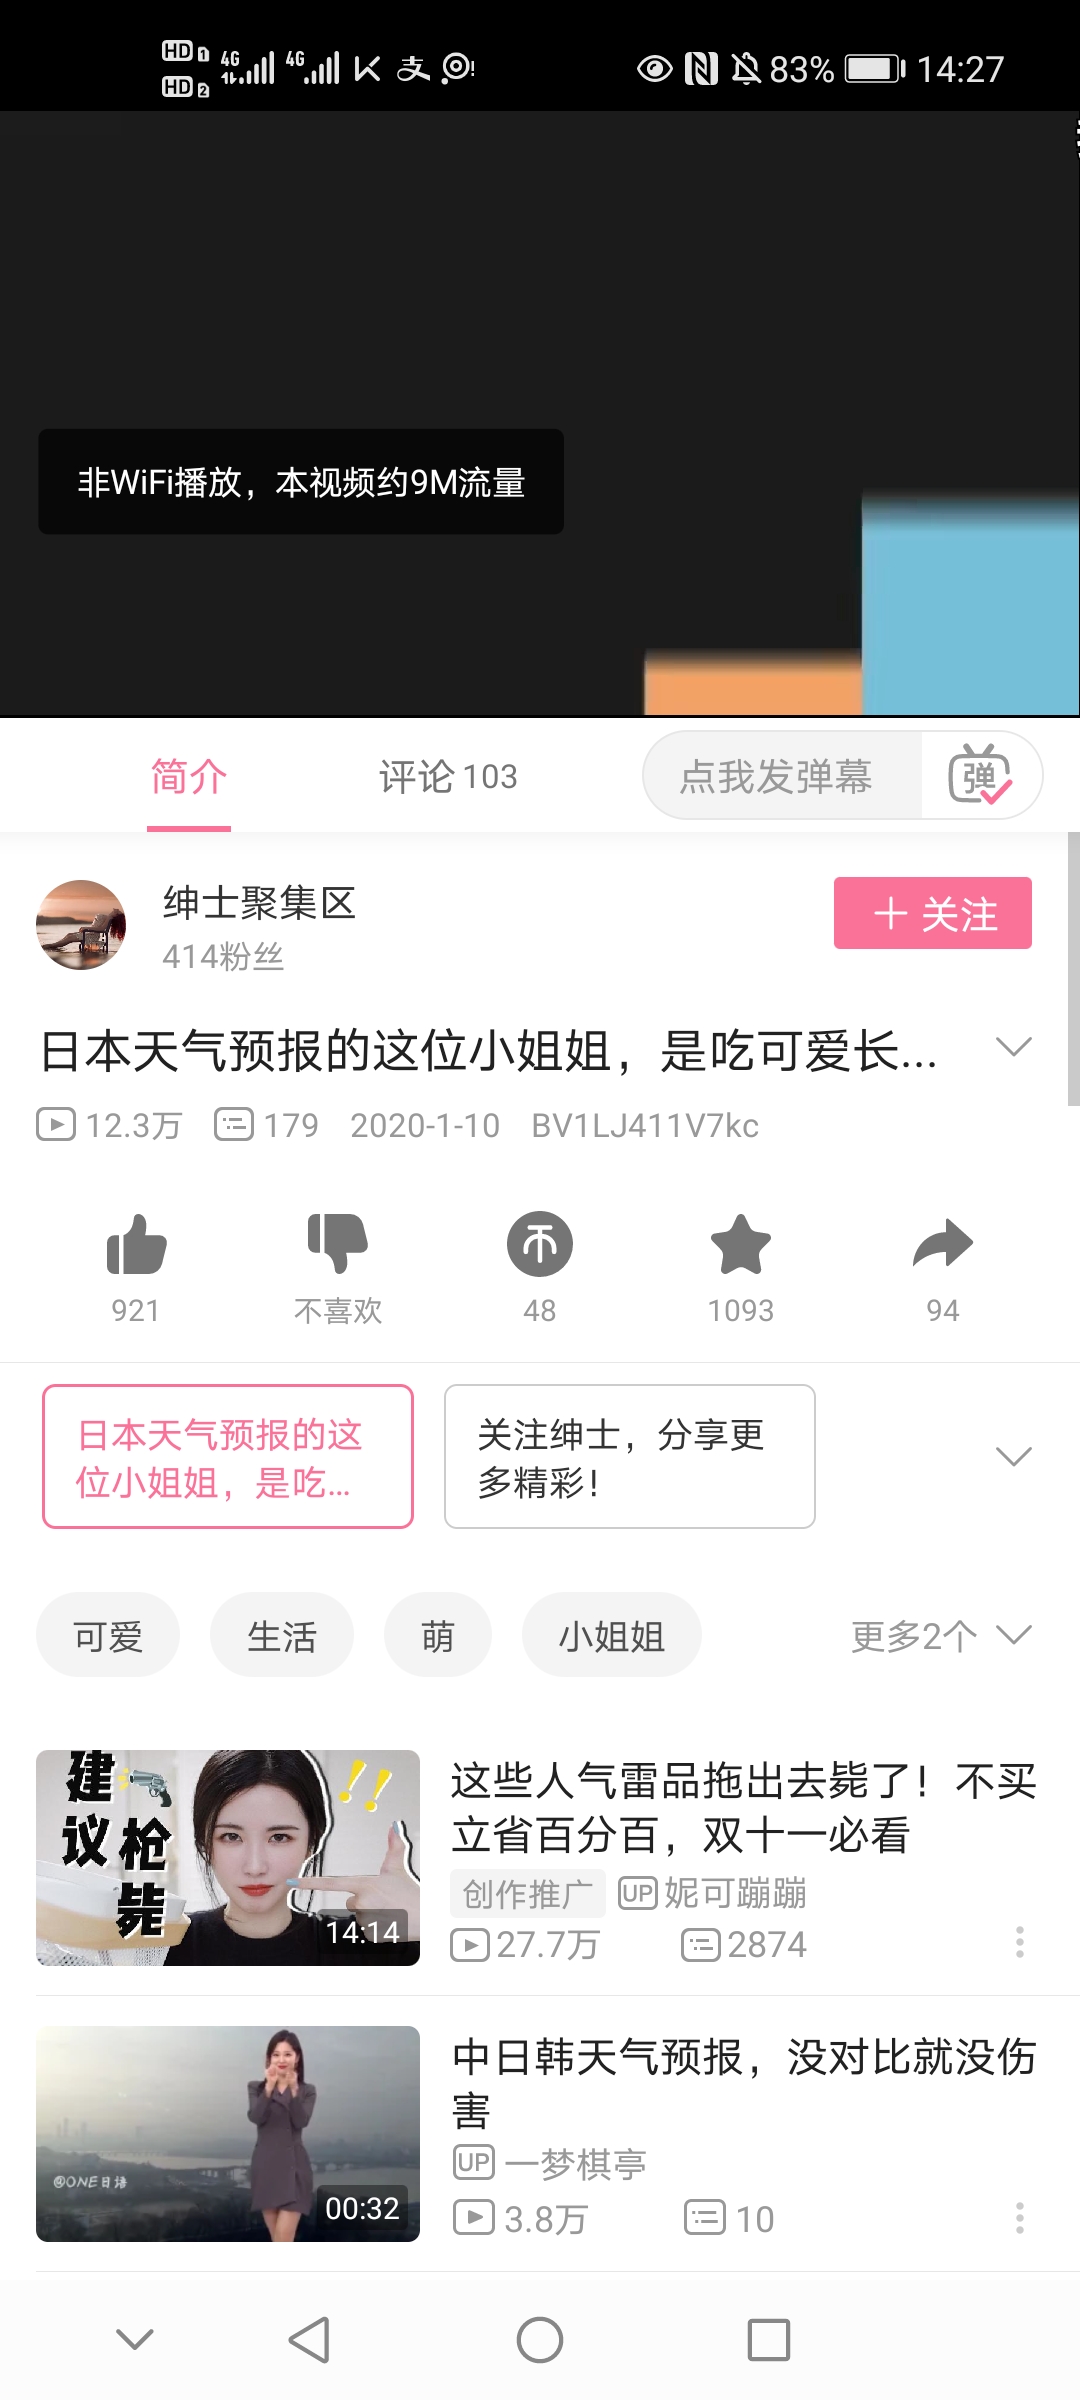 HD 1 4G 4G 83% 14:27
HD 2
非WiFi播放，本视频约9M流量
简介 评论 103 点我发弹幕 弹
绅士聚集区
414粉丝
+ 关注
日本天气预报的这位小姐姐，是吃可爱长...
12.3万 179 2020-1-10 BV1LJ411V7kc
921 不喜欢 48 1093 94
日本天气预报的这
位小姐姐，是吃...
关注绅士，分享更
多精彩！
可爱 生活 萌 小姐姐 更多2个
建
议 枪
毙
14:14
这些人气雷品拖出去毙了！不买
立省百分百，双十一必看
创作推广 UP 妮可蹦蹦
27.7万 2874
@ONE日语
00:32
中日韩天气预报，没对比就没伤
害
UP 一梦棋亭
3.8万 10